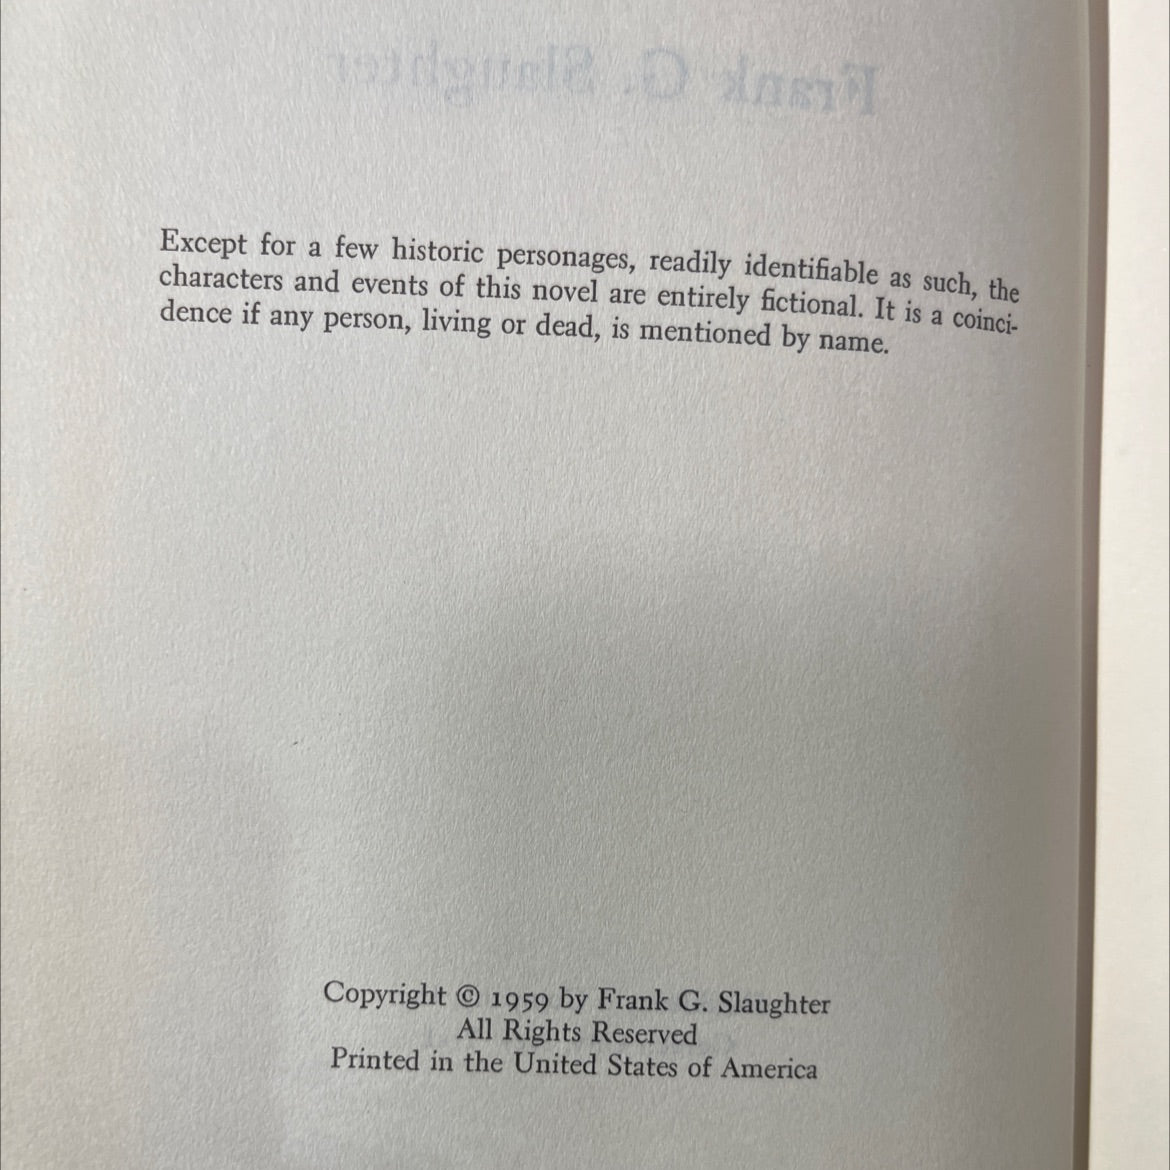 Frank G. Slaughter
Except for a few historic personages, readily identifiable as such, the
characters and events of this novel are entirely fictional. It is a coinci-
dence if any person, living or dead, is mentioned by name.
Copyright © 1959 by Frank G. Slaughter
All Rights Reserved
Printed in the United States of America